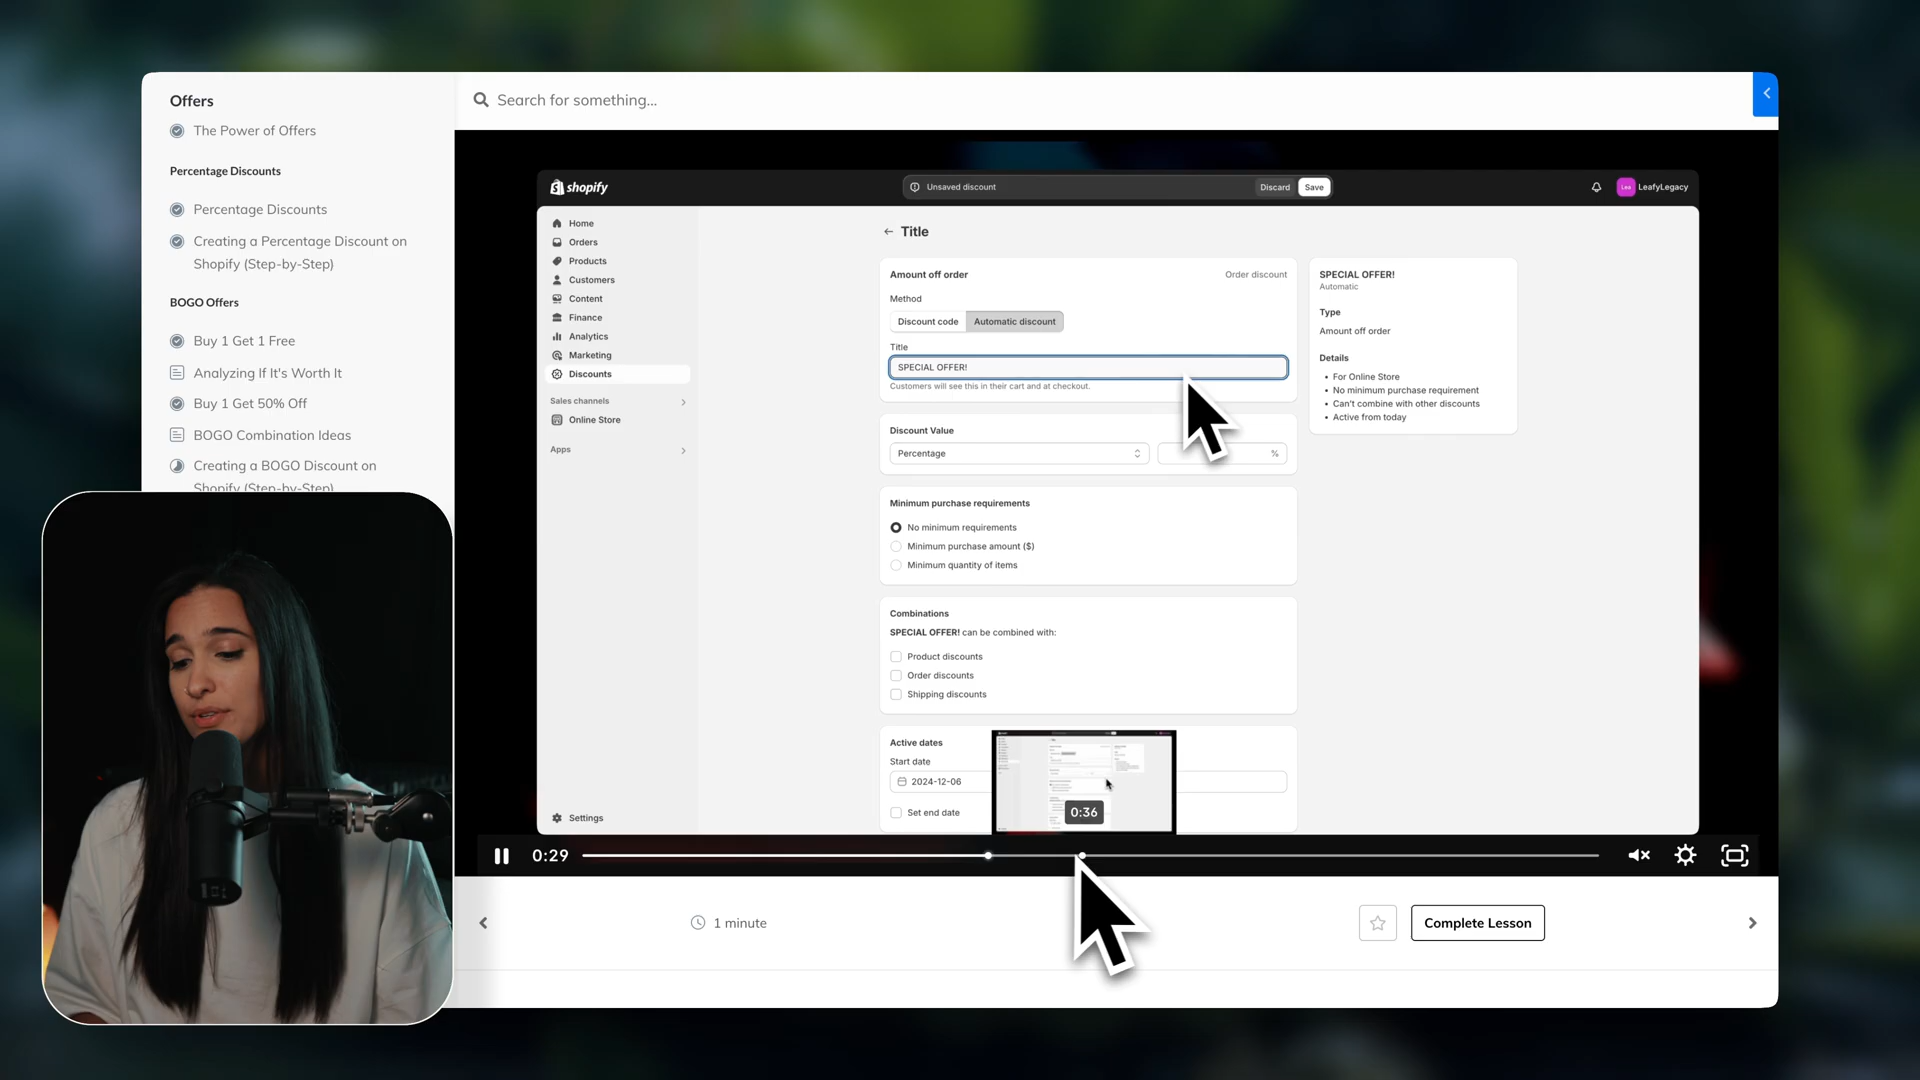 Offers
The Power of Offers
Percentage Discounts
Percentage Discounts
Creating a Percentage Discount on
Shopify (Step-by-Step)
BOGO Offers
Buy 1 Get 1 Free
Analyzing If It's Worth It
Buy 1 Get 50% Off
BOGO Combination Ideas
Creating a BOGO Discount on
Shopify (Step-by-Step)
Search for something...
shopify
Unsaved discount
Discard
Save
Lea
LeafyLegacy
Home
Orders
Products
Customers
Content
Finance
Analytics
Marketing
Discounts
Sales channels
Online Store
Apps
Settings
Title
Amount off order
Order discount
Method
Discount code
Automatic discount
Title
SPECIAL OFFER!
Customers will see this in their cart and at checkout.
Discount Value
Percentage
%
Minimum purchase requirements
No minimum requirements
Minimum purchase amount ($)
Minimum quantity of items
Combinations
SPECIAL OFFER! can be combined with:
Product discounts
Order discounts
Shipping discounts
Active dates
Start date
2024-12-06
Set end date
SPECIAL OFFER!
Automatic
Type
Amount off order
Details
• For Online Store
• No minimum purchase requirement
• Can't combine with other discounts
• Active from today
0:36
0:29
1 minute
Complete Lesson